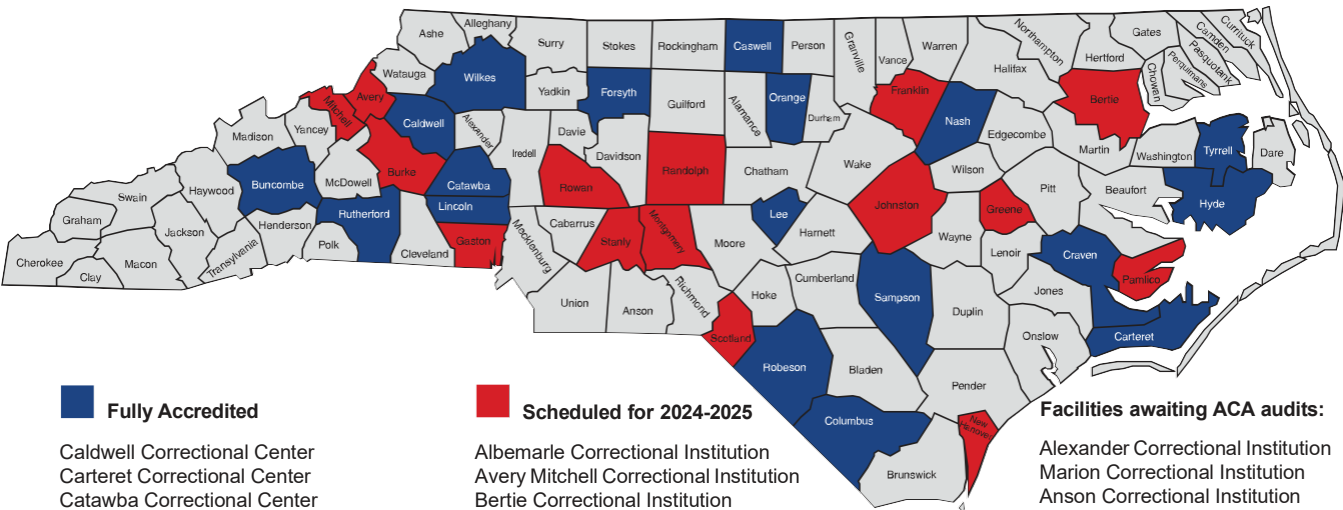 Alleghany
Ashe
Surry
Stokes
Rockingham
Caswell
Person
Granville
Vance
Warren
Northampton
Gates
Camden
Currituck
Pasquotank
Perquimans
Hertford
Chowan
Halifax
Watauga
Wilkes
Yadkin
Forsyth
Guilford
Alamance
Orange
Durham
Franklin
Nash
Bertie
Mitchell
Avery
Caldwell
Alexander
Iredell
Davie
Davidson
Edgecombe
Martin
Washington
Tyrrell
Dare
Madison
Yancey
Burke
Catawba
Rowan
Randolph
Chatham
Wake
Wilson
Pitt
Beaufort
Hyde
Buncombe
McDowell
Haywood
Swain
Graham
Rutherford
Lincoln
Lee
Johnston
Greene
Jackson
Henderson
Polk
Cleveland
Gaston
Mecklenburg
Cabarrus
Stanly
Montgomery
Moore
Harnett
Wayne
Lenoir
Craven
Pamlico
Cherokee
Clay
Macon
Transylvania
Union
Anson
Richmond
Hoke
Cumberland
Sampson
Duplin
Jones
Onslow
Carteret
Scotland
Robeson
Bladen
Pender
Columbus
New
Hanover
Brunswick
Fully Accredited
Caldwell Correctional Center
Carteret Correctional Center
Catawba Correctional Center
Scheduled for 2024-2025
Albemarle Correctional Institution
Avery Mitchell Correctional Institution
Bertie Correctional Institution
Facilities awaiting ACA audits:
Alexander Correctional Institution
Marion Correctional Institution
Anson Correctional Institution